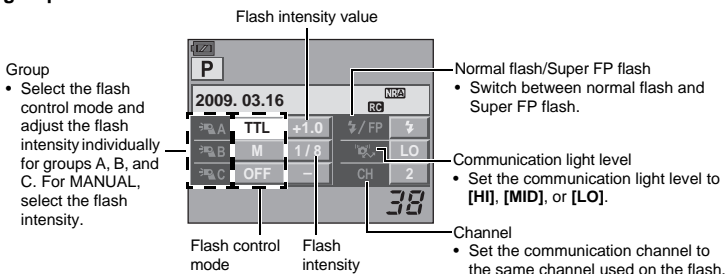 Flash intensity value
Group
• Select the flash
control mode and
adjust the flash
intensity individually
for groups A, B, and
C. For MANUAL,
select the flash
intensity.
P
2009. 03.16
RC
A TTL +1.0 /FP
B M 1/8 LO
C OFF – CH 2
38
Normal flash/Super FP flash
• Switch between normal flash and
Super FP flash.
Communication light level
• Set the communication light level to
[HI], [MID], or [LO].
Channel
• Set the communication channel to
the same channel used on the flash.
Flash control
mode
Flash
intensity